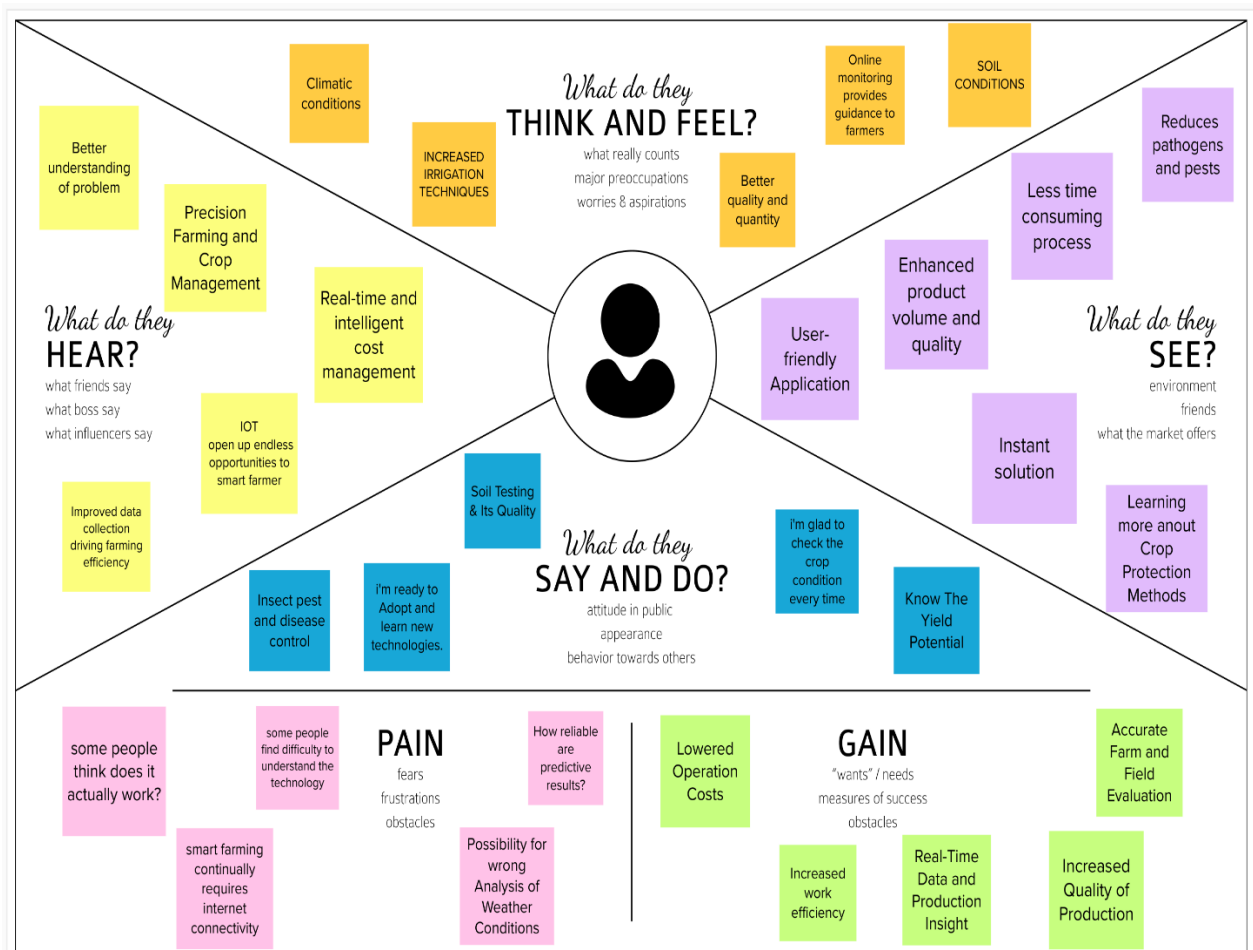 What do they
THINK AND FEEL?
what really counts
major preoccupations
worries & aspirations
Climatic
conditions
INCREASED
IRRIGATION
TECHNIQUES
Online
monitoring
provides
guidance to
farmers
SOIL
CONDiTIONS
Better
quality and
quantity
What do they
HEAR?
what friends say
what boss say
what influencers say
Better
understanding
of problem
Precision
Farming and
Crop
Management
Real-time and
intelligent
cost
management
IOT
open up endless
opportunities to
smart farmer
Improved data
collection
driving farming
efficiency
What do they
SEE?
environment
friends
what the market offers
Reduces
pathogens
and pests
Less time
consuming
process
Enhanced
product
volume and
quality
User-
friendly
Application
Instant
solution
Learning
more anout
Crop
Protection
Methods
What do they
SAY AND DO?
attitude in public
appearance
behavior towards others
Soil Testing
& Its Quality
Insect pest
and disease
control
i'm ready to
Adopt and
learn new
technologies.
i'm glad to
check the
crop
condition
every time
Know The
Yield
Potential
PAIN
fears
frustrations
obstacles
some people
think does it
actually work?
some people
find difficulty to
understand the
technology
How reliable
are
predictive
results?
smart farming
continually
requires
internet
connectivity
Possibility for
wrong
Analysis of
Weather
Conditions
GAIN
"wants" / needs
measures of success
obstacles
Lowered
Operation
Costs
Accurate
Farm and
Field
Evaluation
Increased
work
efficiency
Real-Time
Data and
Production
Insight
Increased
Quality of
Production